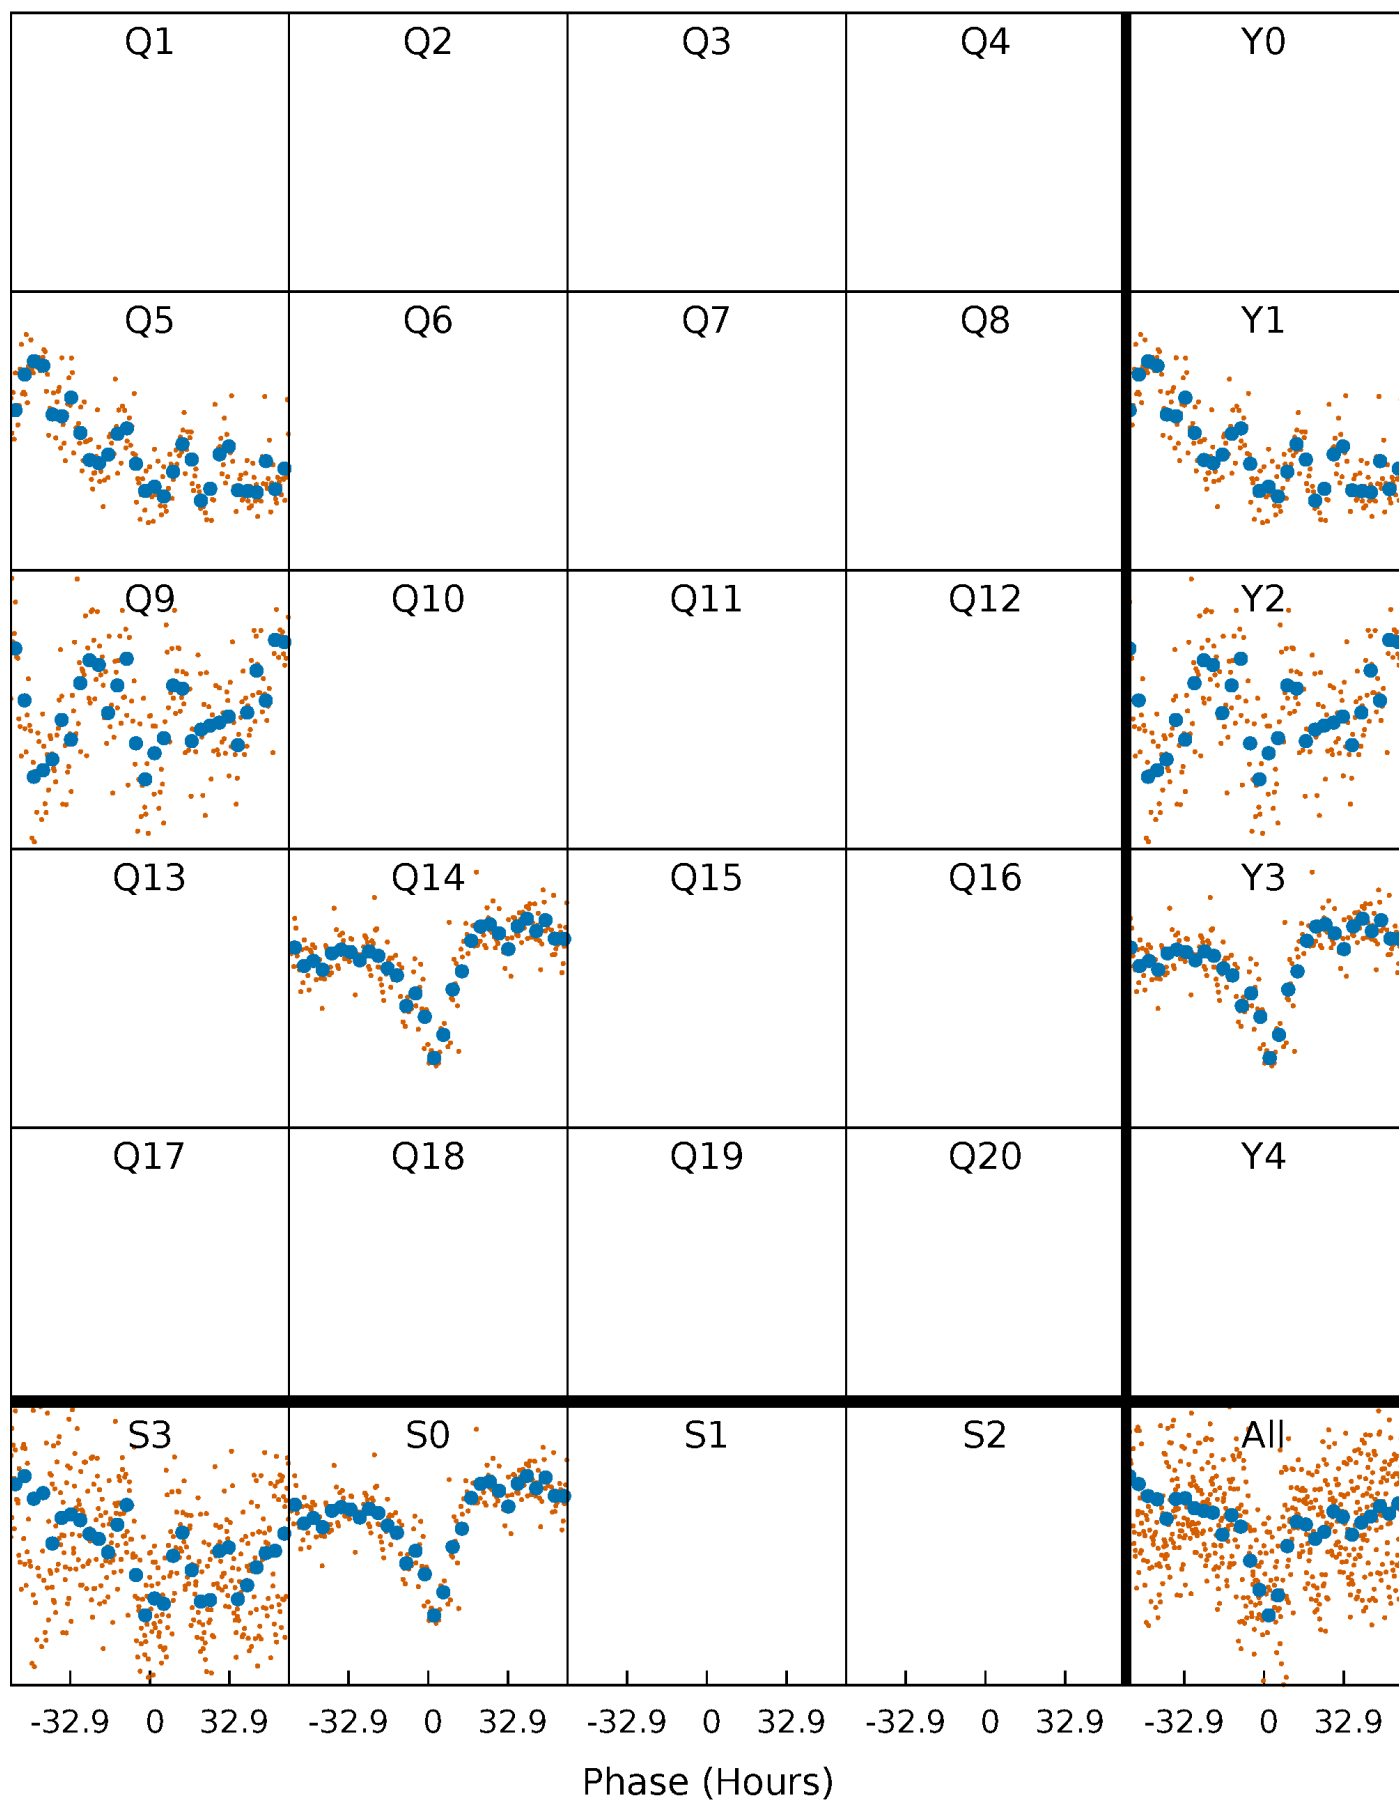 Q1 Q2 Q3 Q4 Y0
Q5 Q6 Q7 Q8 Y1
Q9 Q10 Q11 Q12 Y2
Q13 Q14 Q15 Q16 Y3
Q17 Q18 Q19 Q20 Y4
S3 S0 S1 S2 All
-32.9 0 32.9 -32.9 0 32.9 -32.9 0 32.9 -32.9 0 32.9 -32.9 0 32.9
Phase (Hours)